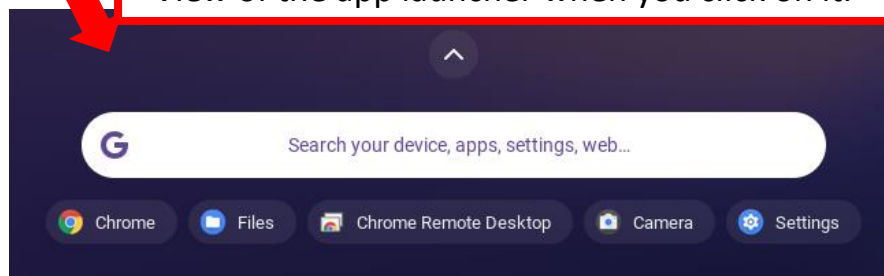 view of the app launcher when you click on it.
G
Search your device, apps, settings, web...
Chrome Files Chrome Remote Desktop Camera Settings